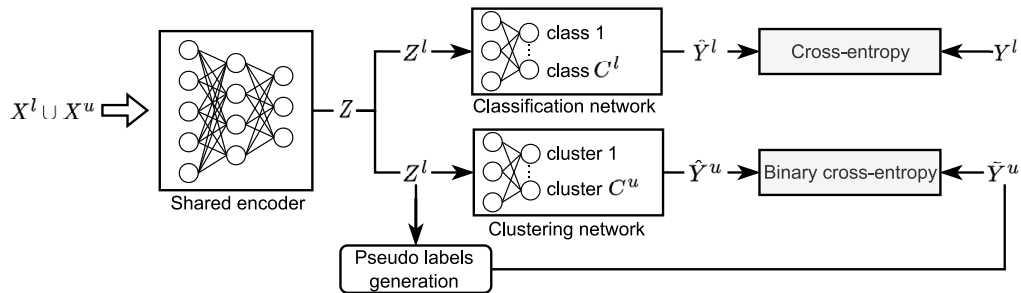 X^l ∪ X^u
Shared encoder
Z
Z^l
class 1
class C^l
Classification network
Ŷ^l
Cross-entropy
Y^l
Z^l
cluster 1
cluster C^u
Clustering network
Ŷ^u
Binary cross-entropy
Ỹ^u
Pseudo labels
generation